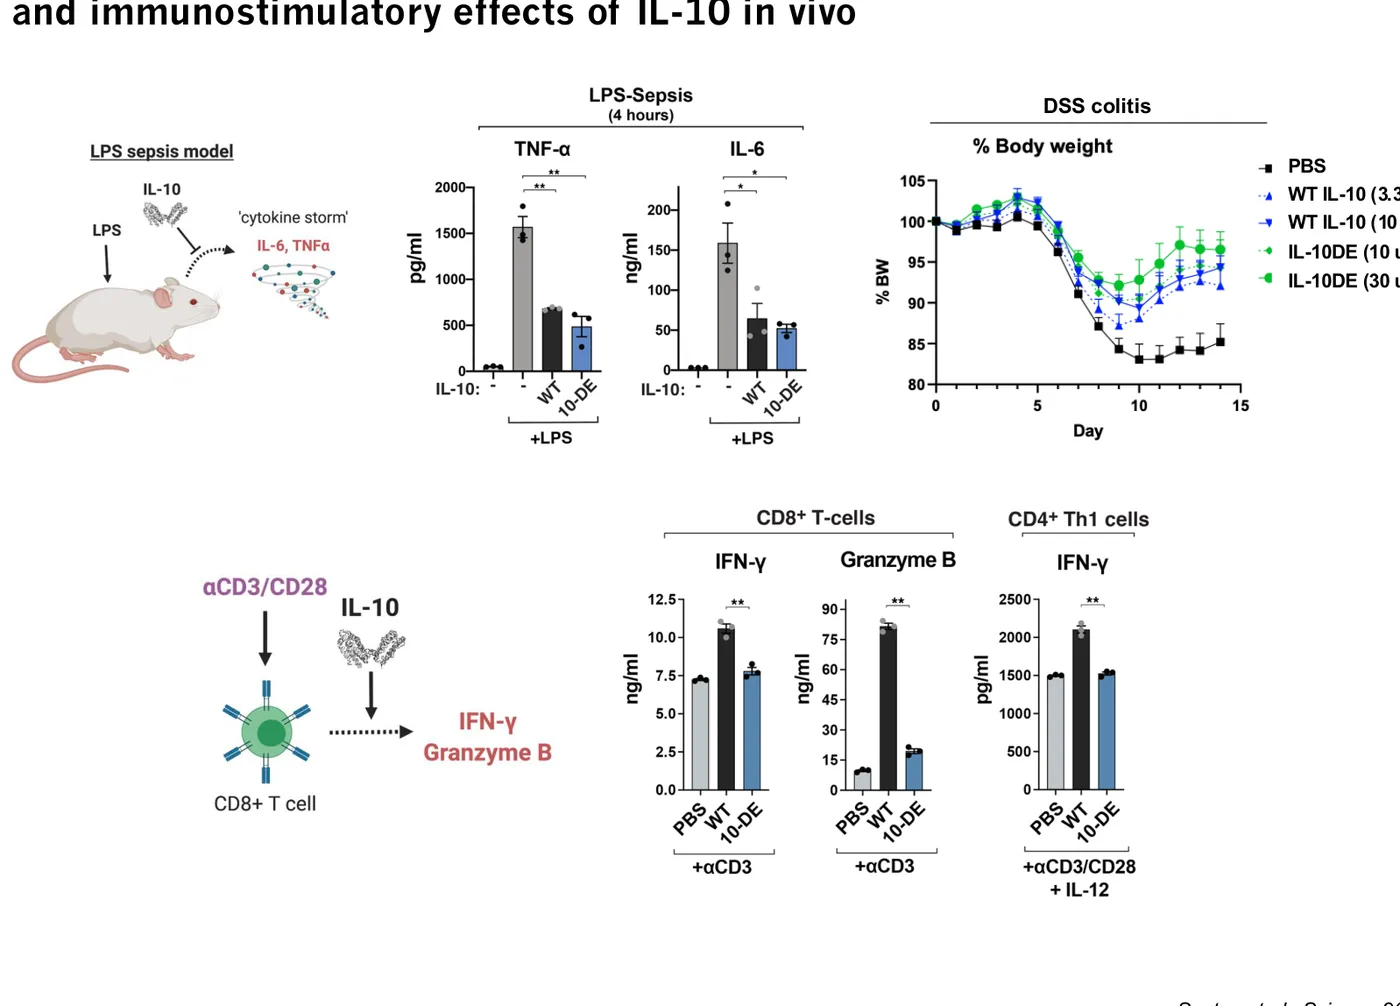 and immunostimulatory effects of IL-10 in vivo
LPS sepsis model
IL-10
LPS
'cytokine storm'
IL-6, TNFα
LPS-Sepsis
(4 hours)
TNF-α
**
**
2000
1500
1000
500
0
pg/ml
IL-10:
-
-
WT
10-DE
+LPS
IL-6
*
*
200
150
100
50
0
ng/ml
IL-10:
-
-
WT
10-DE
+LPS
DSS colitis
% Body weight
105
100
95
90
85
80
% BW
0
5
10
15
Day
PBS
WT IL-10 (3.3
WT IL-10 (10
IL-10DE (10 u
IL-10DE (30 u
αCD3/CD28
IL-10
IFN-γ
Granzyme B
CD8+ T cell
CD8+ T-cells
IFN-γ
**
12.5
10.0
7.5
5.0
2.5
0.0
ng/ml
PBS
WT
10-DE
+αCD3
Granzyme B
**
90
75
60
45
30
15
0
ng/ml
PBS
WT
10-DE
+αCD3
CD4+ Th1 cells
IFN-γ
**
2500
2000
1500
1000
500
0
pg/ml
PBS
WT
10-DE
+αCD3/CD28
+ IL-12